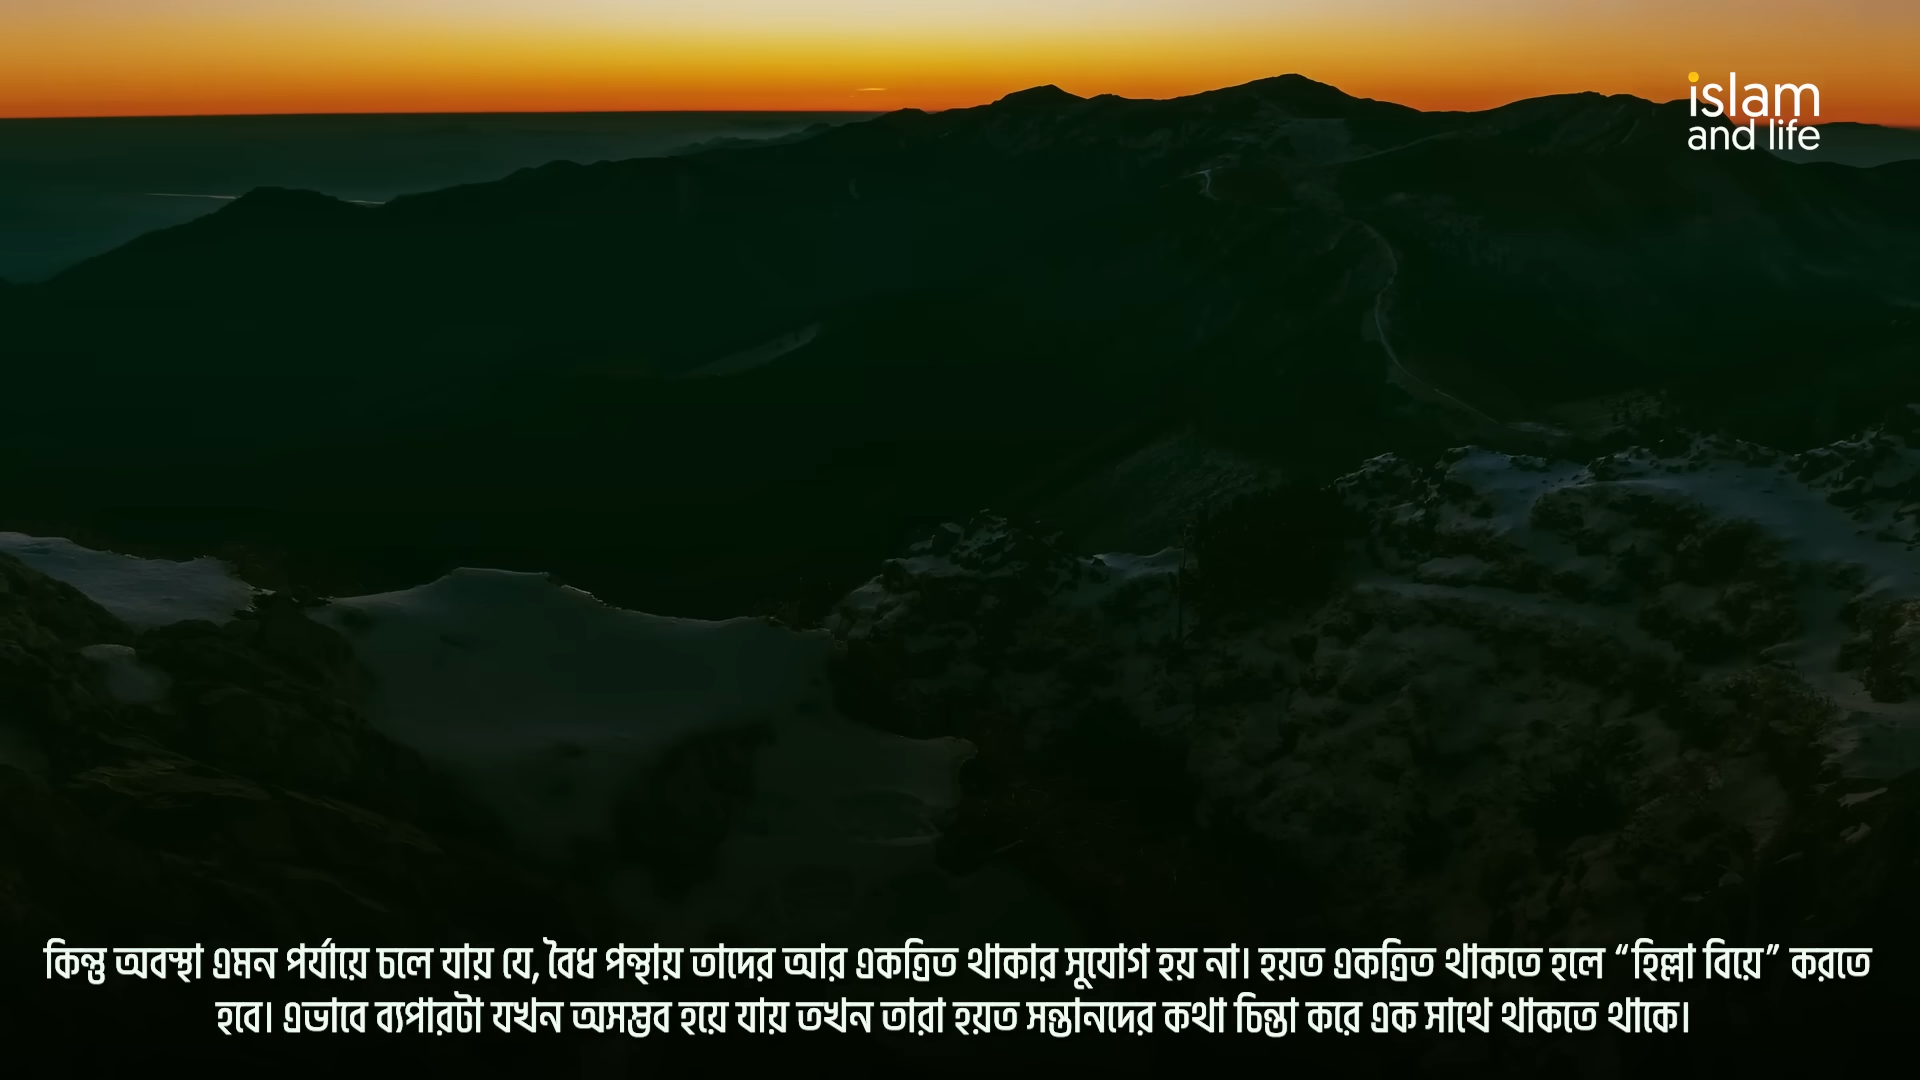 islam
and life
কিন্তু অবস্থা এমন পর্যায়ে চলে যায় যে, বৈধ পন্থায় তাদের আর একত্রিত থাকার সুযোগ হয় না। হয়ত একত্রিত থাকতে হলে “হিল্লা বিয়ে” করতে
হবে। এভাবে ব্যপারটা যখন অসম্ভব হয়ে যায় তখন তারা হয়ত সন্তানদের কথা চিন্তা করে এক সাথে থাকতে থাকে।